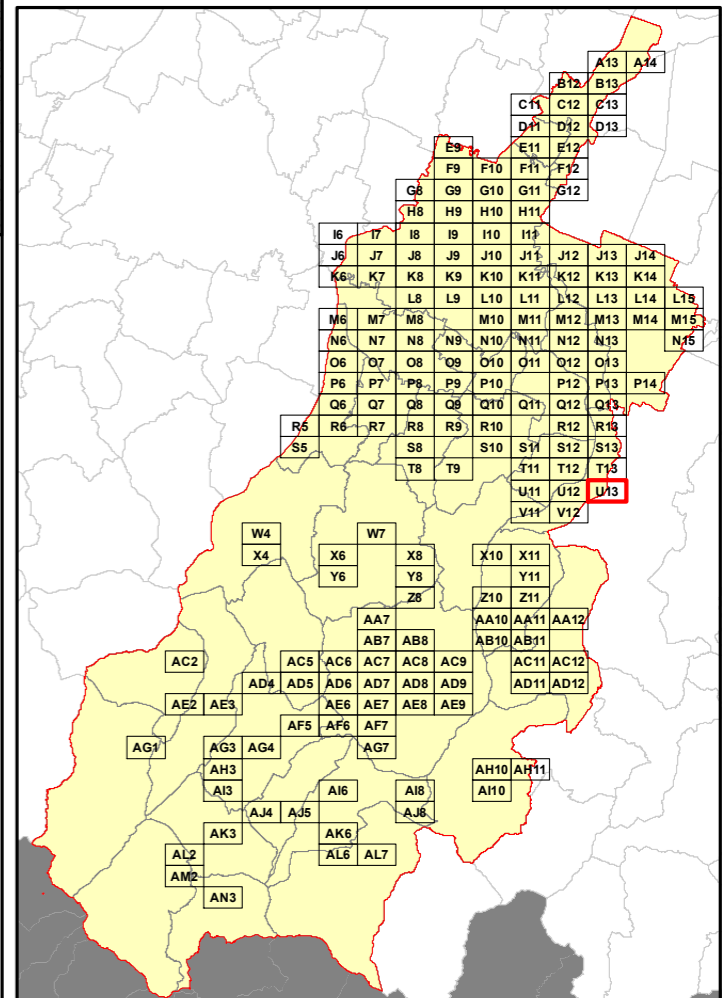 A13 A14
B12 B13
C11 C12 C13
D11 D12 D13
E9 E11 E12
F9 F10 F11 F12
G8 G9 G10 G11 G12
H8 H9 H10 H11
I6 I7 I8 I9 I10 I11
J6 J7 J8 J9 J10 J11 J12 J13 J14
K6 K7 K8 K9 K10 K11 K12 K13 K14
L8 L9 L10 L11 L12 L13 L14 L15
M6 M7 M8 M10 M11 M12 M13 M14 M15
N6 N7 N8 N9 N10 N11 N12 N13 N15
O6 O7 O8 O9 O10 O11 O12 O13
P6 P7 P8 P9 P10 P12 P13 P14
Q6 Q7 Q8 Q9 Q10 Q11 Q12 Q13
R5 R6 R7 R8 R9 R10 R12 R13
S5 S8 S10 S11 S12 S13
T8 T9 T11 T12 T13
U11 U12 U13
V11 V12
W4 W7
X4 X6 X8 X10 X11
Y6 Y8 Y11
Z8 Z10 Z11
AA7 AA10 AA11 AA12
AB7 AB8 AB10 AB11
AC2 AC5 AC6 AC7 AC8 AC9 AC11 AC12
AD4 AD5 AD6 AD7 AD8 AD9 AD11 AD12
AE2 AE3 AE6 AE7 AE8 AE9
AF5 AF6 AF7
AG1 AG3 AG4 AG7
AH3 AH10 AH11
AI3 AI6 AI8 AI10
AJ4 AJ5 AJ8
AK3 AK6
AL2 AL6 AL7
AM2
AN3